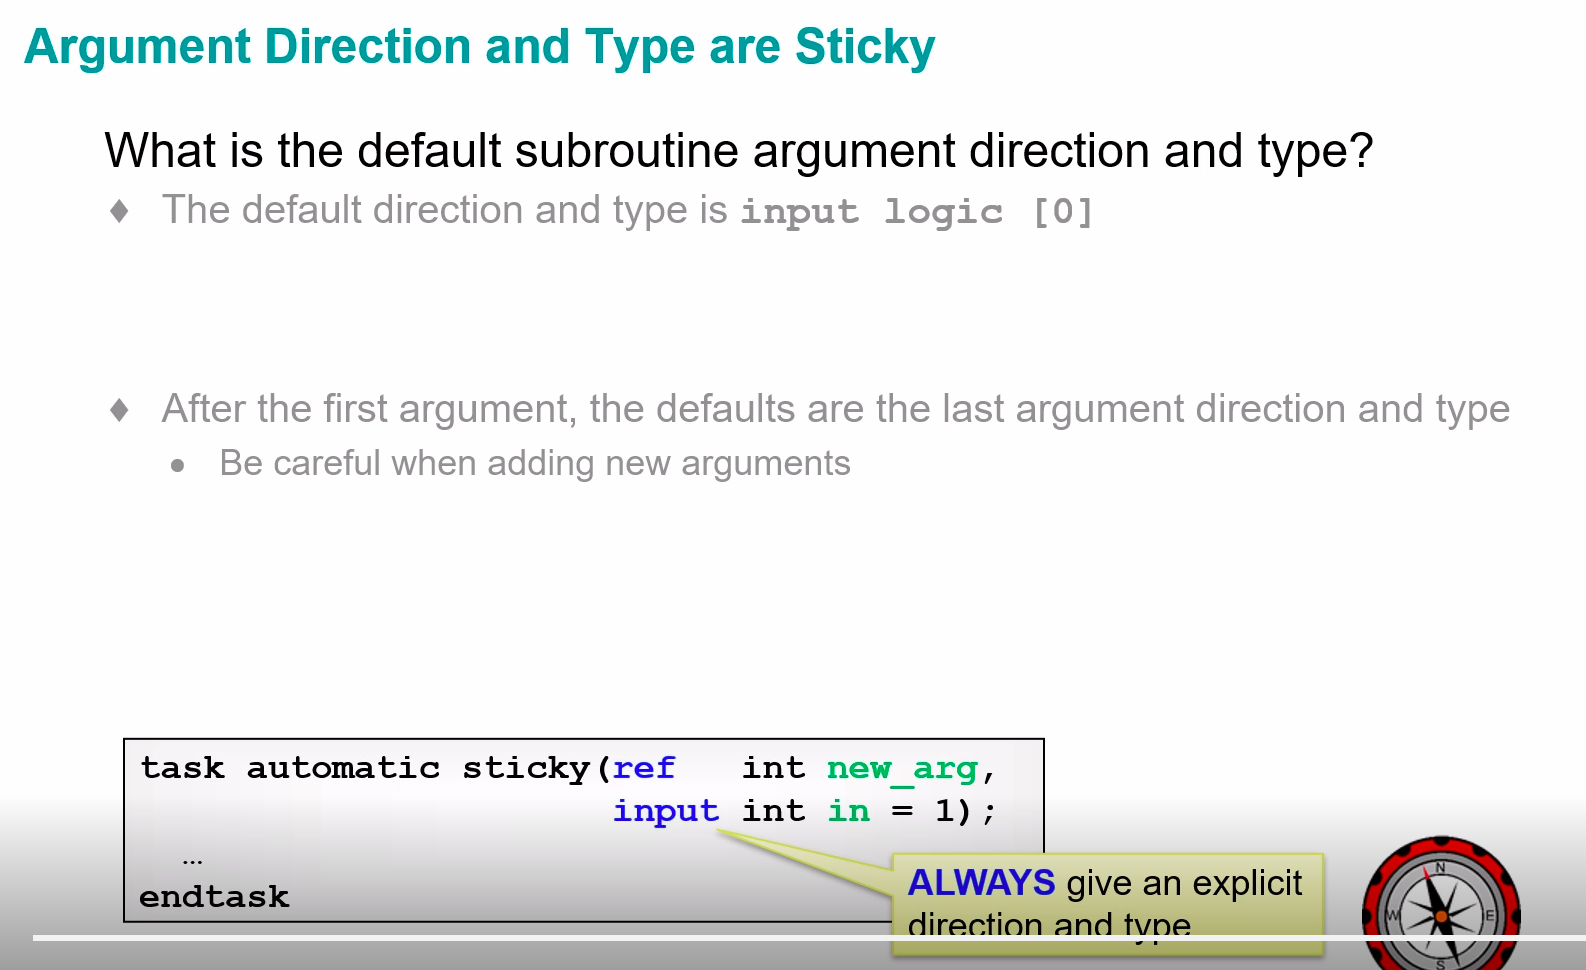 Argument Direction and Type are Sticky
What is the default subroutine argument direction and type?
♦ The default direction and type is input logic [0]
♦ After the first argument, the defaults are the last argument direction and type
• Be careful when adding new arguments
task automatic sticky(ref int new_arg,
input int in = 1);
…
endtask
ALWAYS give an explicit
direction and type
N
W E
S